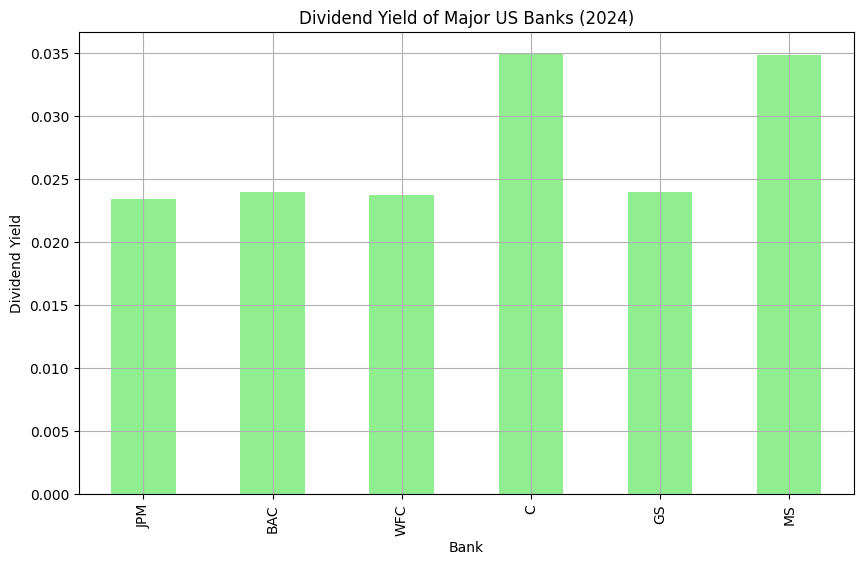 Dividend Yield of Major US Banks (2024)
0.035
0.030
0.025
0.020
0.015
0.010
0.005
0.000
Dividend Yield
JPM
BAC
WFC
C
GS
MS
Bank